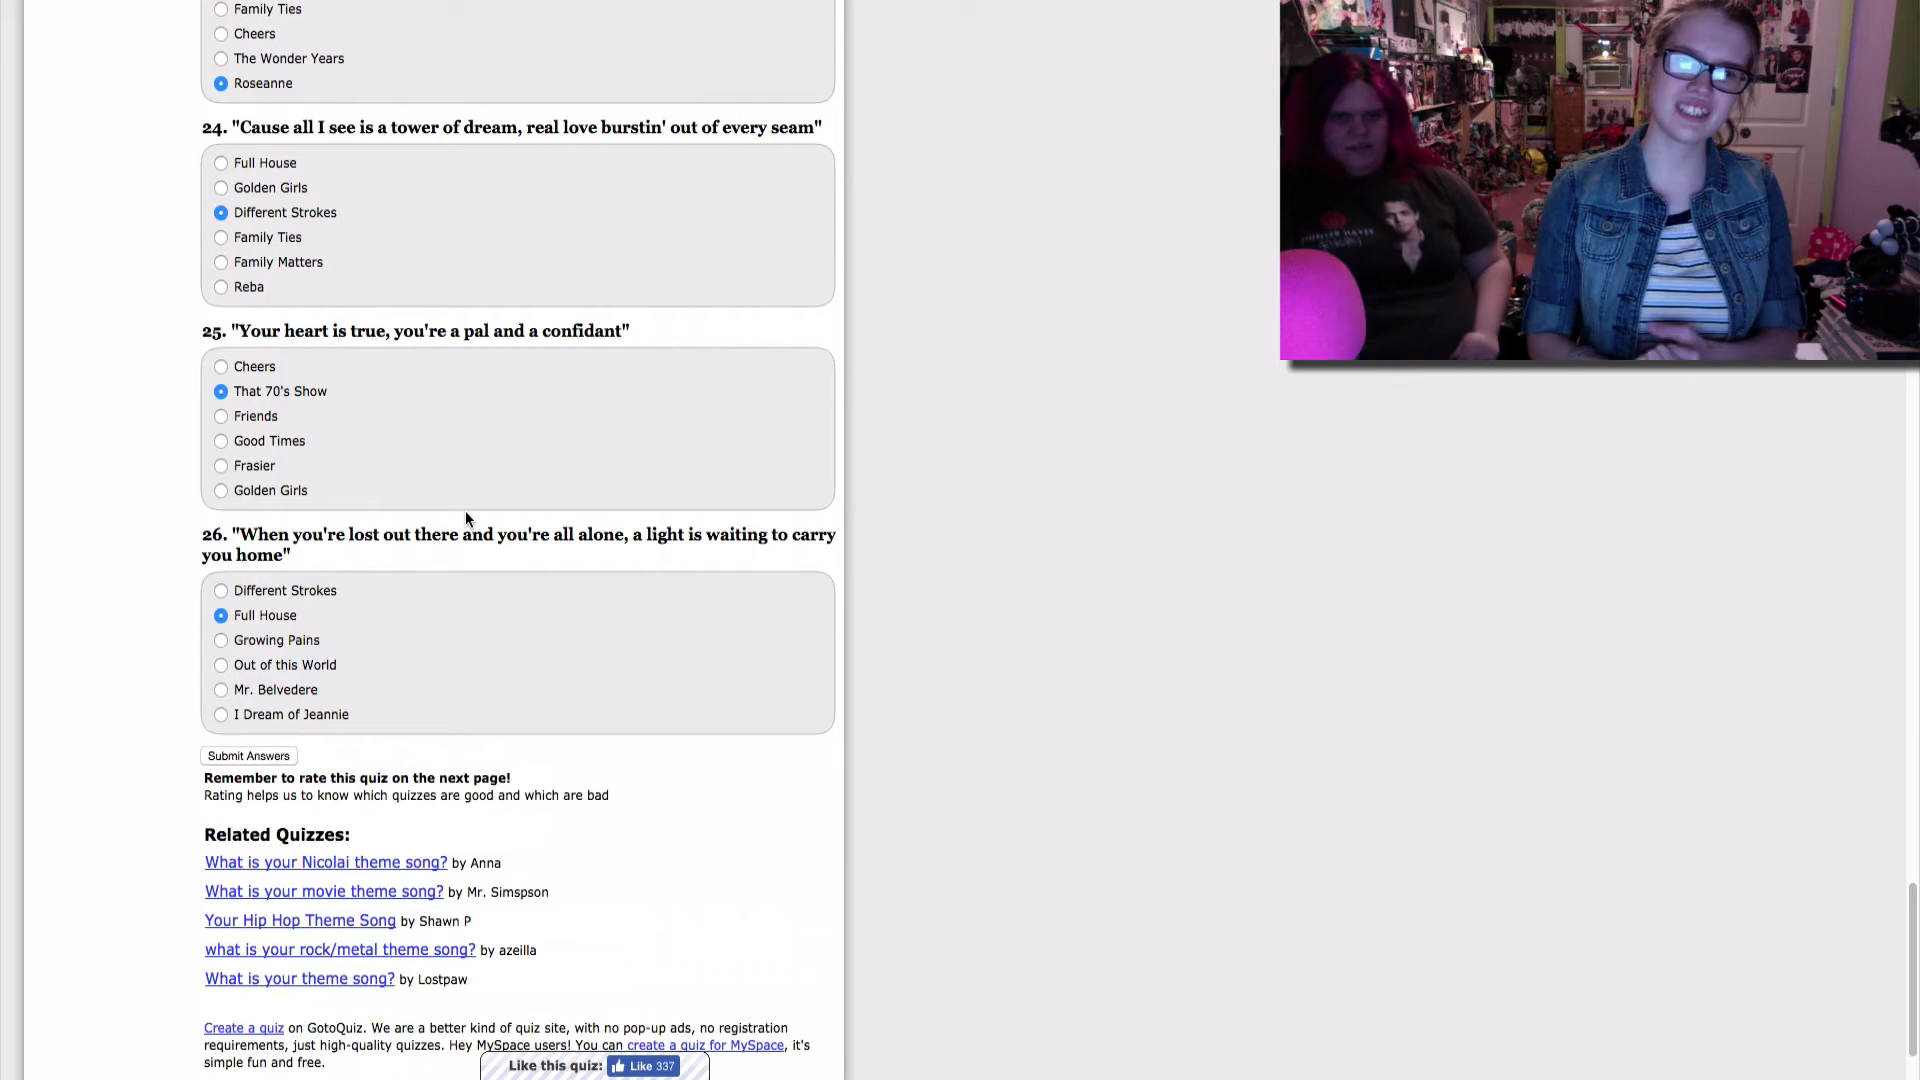 Family Ties
Cheers
The Wonder Years
Roseanne
24. "Cause all I see is a tower of dream, real love burstin' out of every seam"
Full House
Golden Girls
Different Strokes
Family Ties
Family Matters
Reba
25. "Your heart is true, you're a pal and a confidant"
Cheers
That 70's Show
Friends
Good Times
Frasier
Golden Girls
26. "When you're lost out there and you're all alone, a light is waiting to carry
you home"
Different Strokes
Full House
Growing Pains
Out of this World
Mr. Belvedere
I Dream of Jeannie
Submit Answers
Remember to rate this quiz on the next page!
Rating helps us to know which quizzes are good and which are bad
Related Quizzes:
What is your Nicolai theme song? by Anna
What is your movie theme song? by Mr. Simspson
Your Hip Hop Theme Song by Shawn P
what is your rock/metal theme song? by azeilla
What is your theme song? by Lostpaw
Create a quiz on GotoQuiz. We are a better kind of quiz site, with no pop-up ads, no registration
requirements, just high-quality quizzes. Hey MySpace users! You can create a quiz for MySpace, it's
simple fun and free.
Like this quiz: Like 337